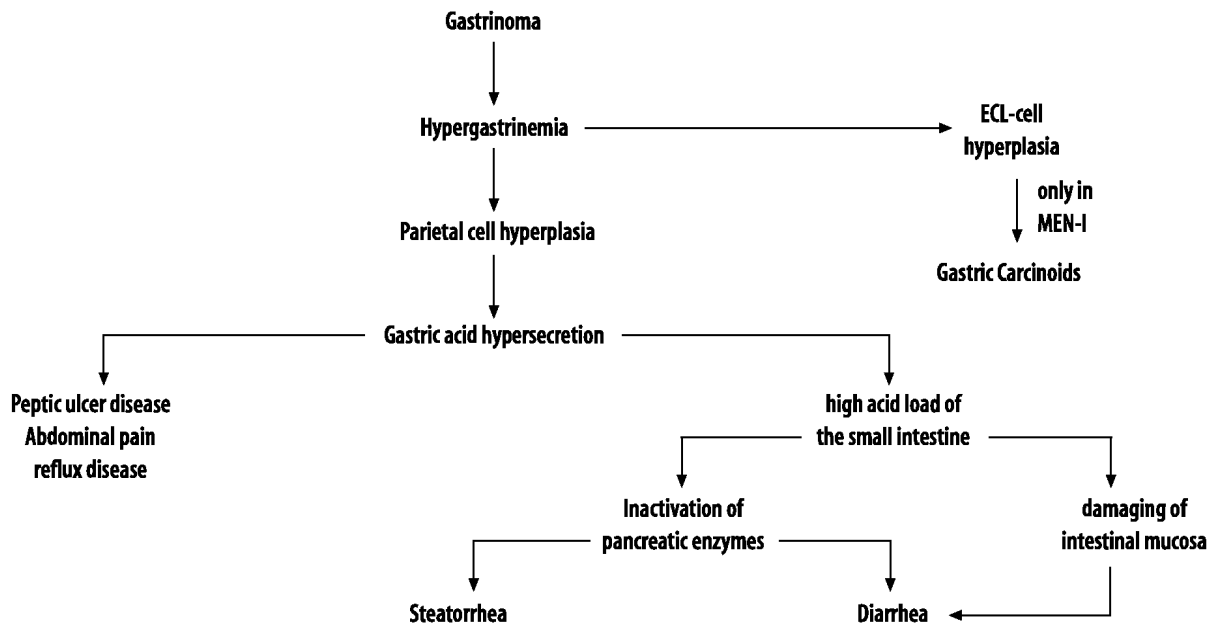 Gastrinoma
Hypergastrinemia
ECL-cell
hyperplasia
only in
MEN-I
Parietal cell hyperplasia
Gastric Carcinoids
Gastric acid hypersecretion
Peptic ulcer disease
Abdominal pain
reflux disease
high acid load of
the small intestine
Inactivation of
pancreatic enzymes
damaging of
intestinal mucosa
Steatorrhea
Diarrhea